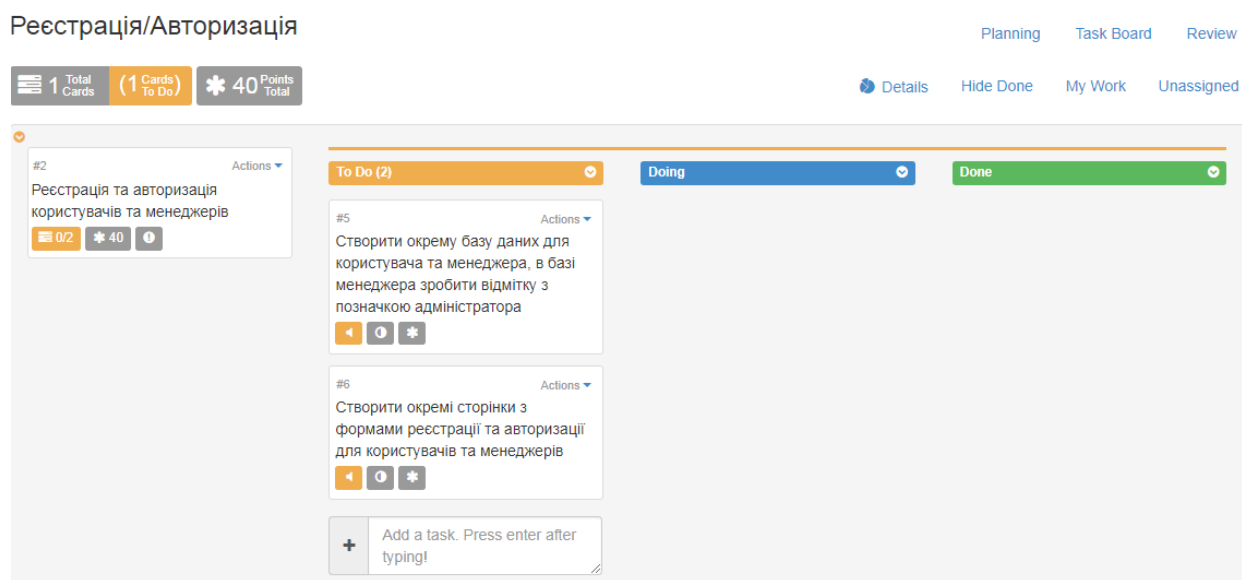 Реєстрація/Авторизація
Planning Task Board Review
1 Total Cards (1 Cards To Do) 40 Points Total
Details Hide Done My Work Unassigned
#2 Actions
Реєстрація та авторизація
користувачів та менеджерів
0/2 40
To Do (2)
#5 Actions
Створити окрему базу даних для
користувача та менеджера, в базі
менеджера зробити відмітку з
позначкою адміністратора
#6 Actions
Створити окремі сторінки з
формами реєстрації та авторизації
для користувачів та менеджерів
+ Add a task. Press enter after
typing!
Doing
Done